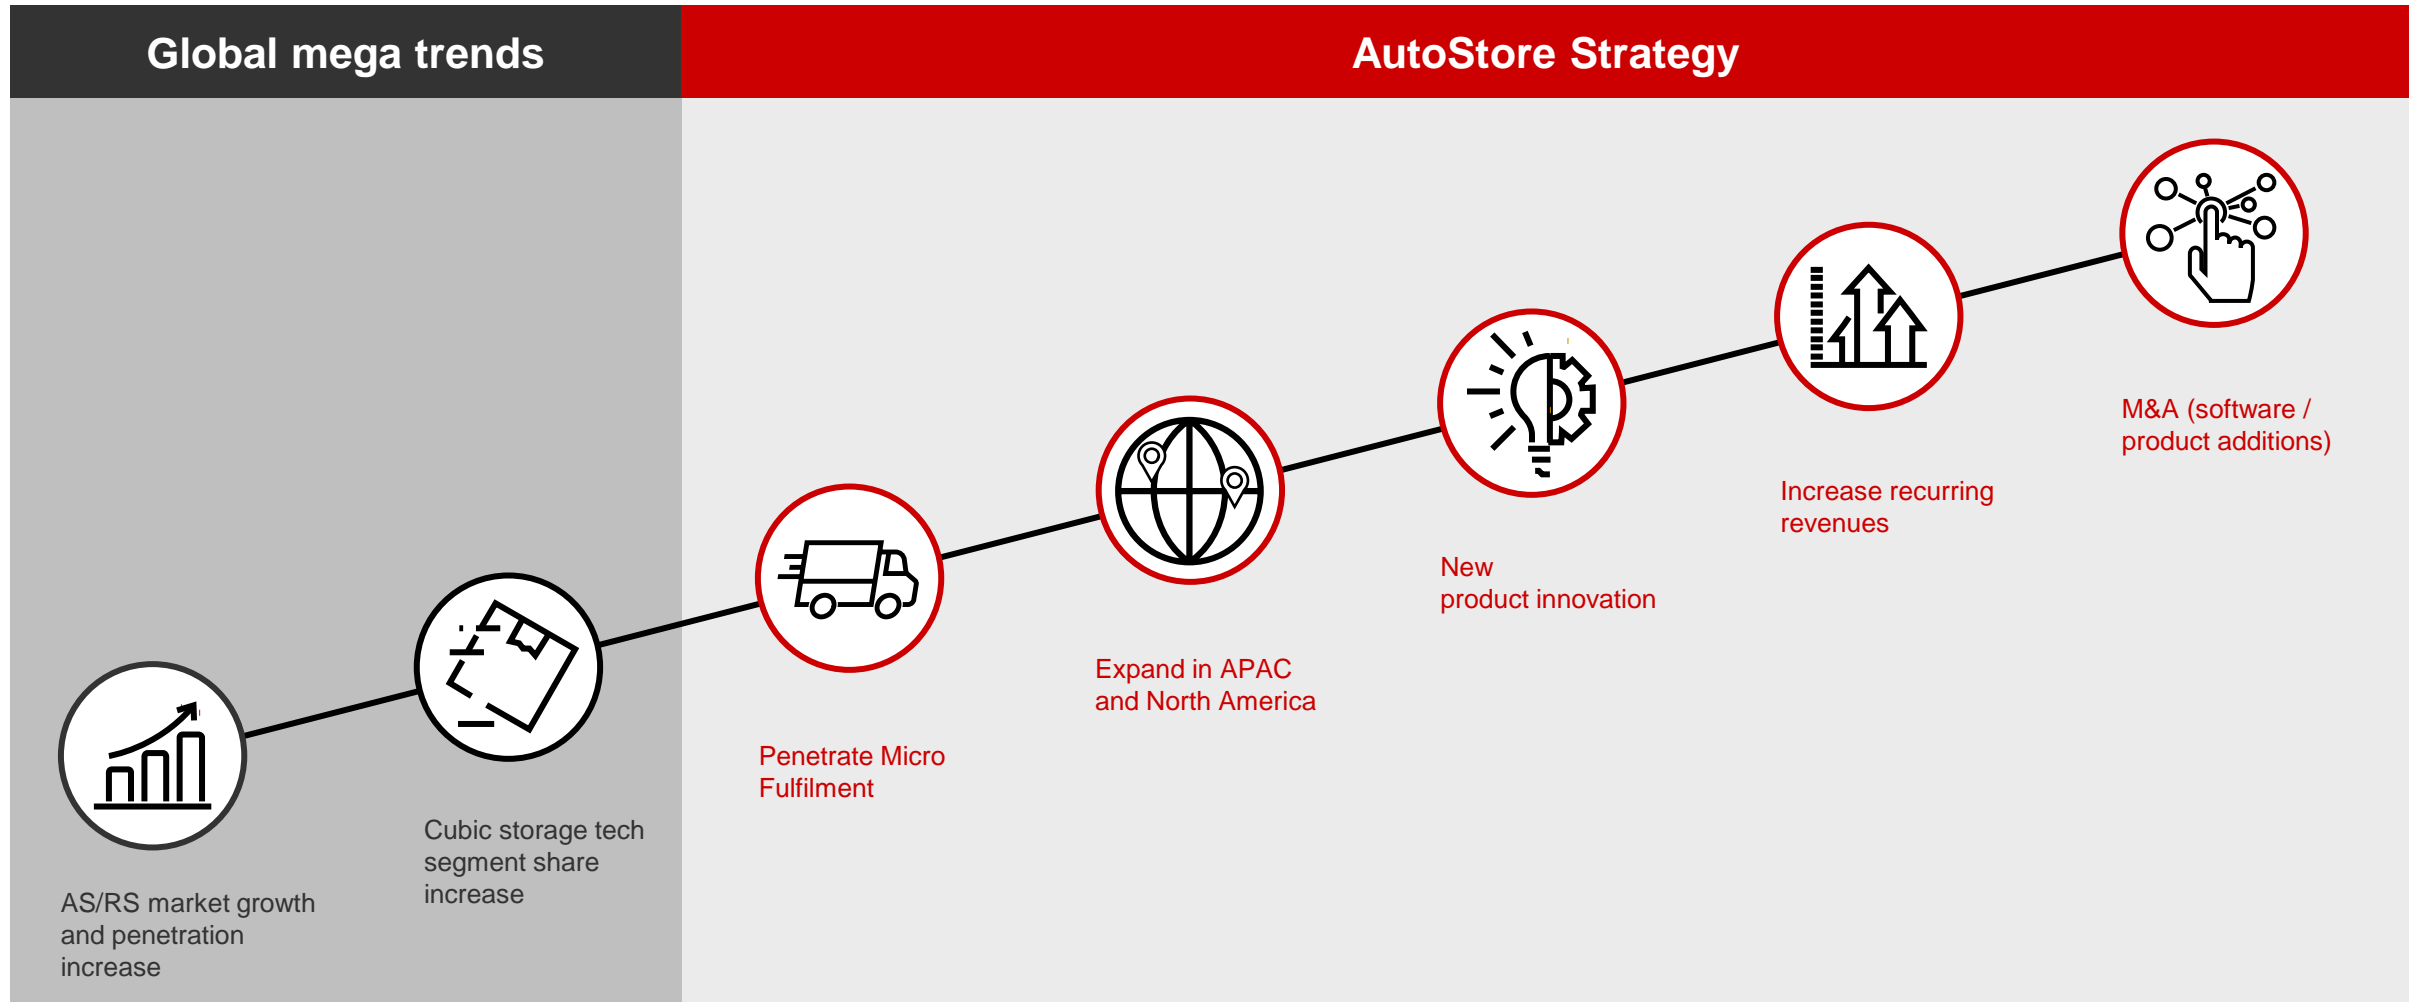 Global mega trends
AutoStore Strategy
AS/RS market growth
and penetration
increase
Cubic storage tech
segment share
increase
Penetrate Micro
Fulfilment
Expand in APAC
and North America
New
product innovation
Increase recurring
revenues
M&A (software /
product additions)